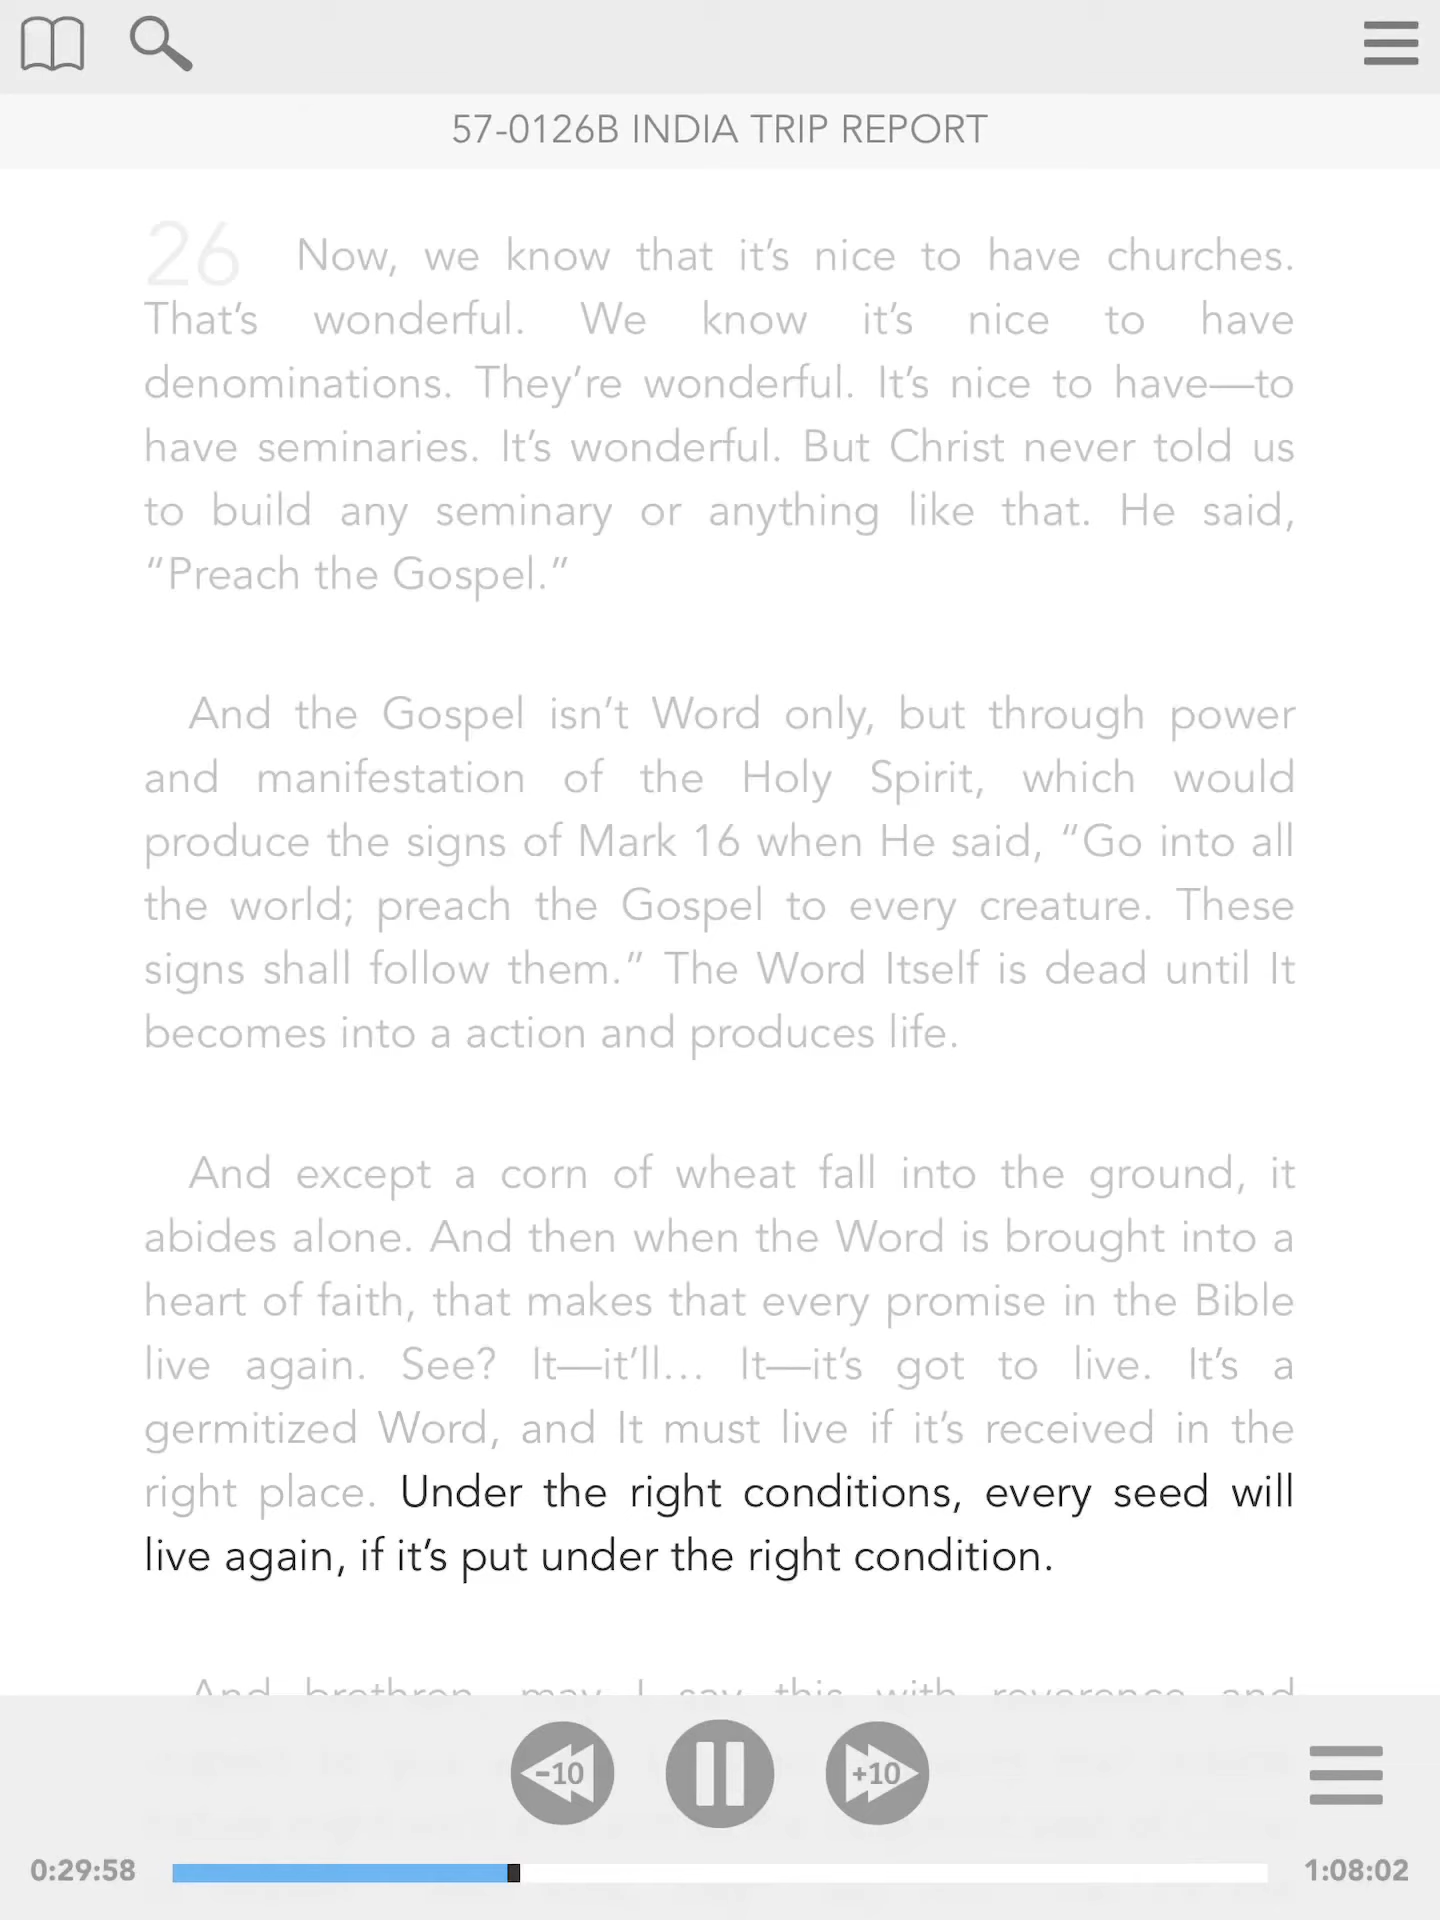 57-0126B INDIA TRIP REPORT
26 Now, we know that it’s nice to have churches.
That’s wonderful. We know it’s nice to have
denominations. They’re wonderful. It’s nice to have—to
have seminaries. It’s wonderful. But Christ never told us
to build any seminary or anything like that. He said,
“Preach the Gospel.”
And the Gospel isn’t Word only, but through power
and manifestation of the Holy Spirit, which would
produce the signs of Mark 16 when He said, “Go into all
the world; preach the Gospel to every creature. These
signs shall follow them.” The Word Itself is dead until It
becomes into a action and produces life.
And except a corn of wheat fall into the ground, it
abides alone. And then when the Word is brought into a
heart of faith, that makes that every promise in the Bible
live again. See? It—it’ll… It—it’s got to live. It’s a
germitized Word, and It must live if it’s received in the
right place. Under the right conditions, every seed will
live again, if it’s put under the right condition.
And brethren, may I say this with reverence and
-10 +10
0:29:58 1:08:02